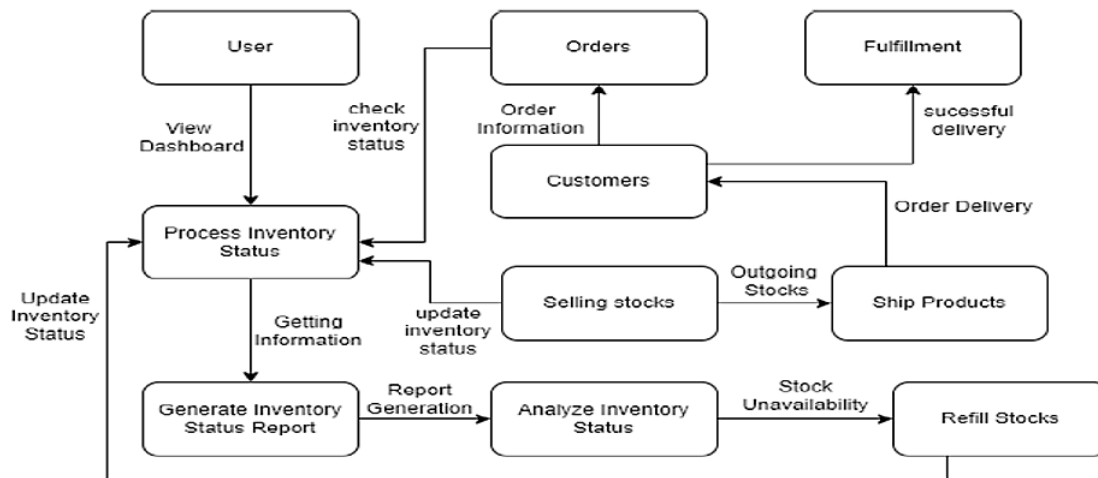 User
Orders
Fulfillment
check
inventory
status
Order
Information
sucessful
delivery
View
Dashboard
Customers
Order Delivery
Process Inventory
Status
Update
Inventory
Status
Selling stocks
Outgoing
Stocks
Ship Products
update
inventory
status
Getting
Information
Generate Inventory
Status Report
Report
Generation
Analyze Inventory
Status
Stock
Unavailability
Refill Stocks